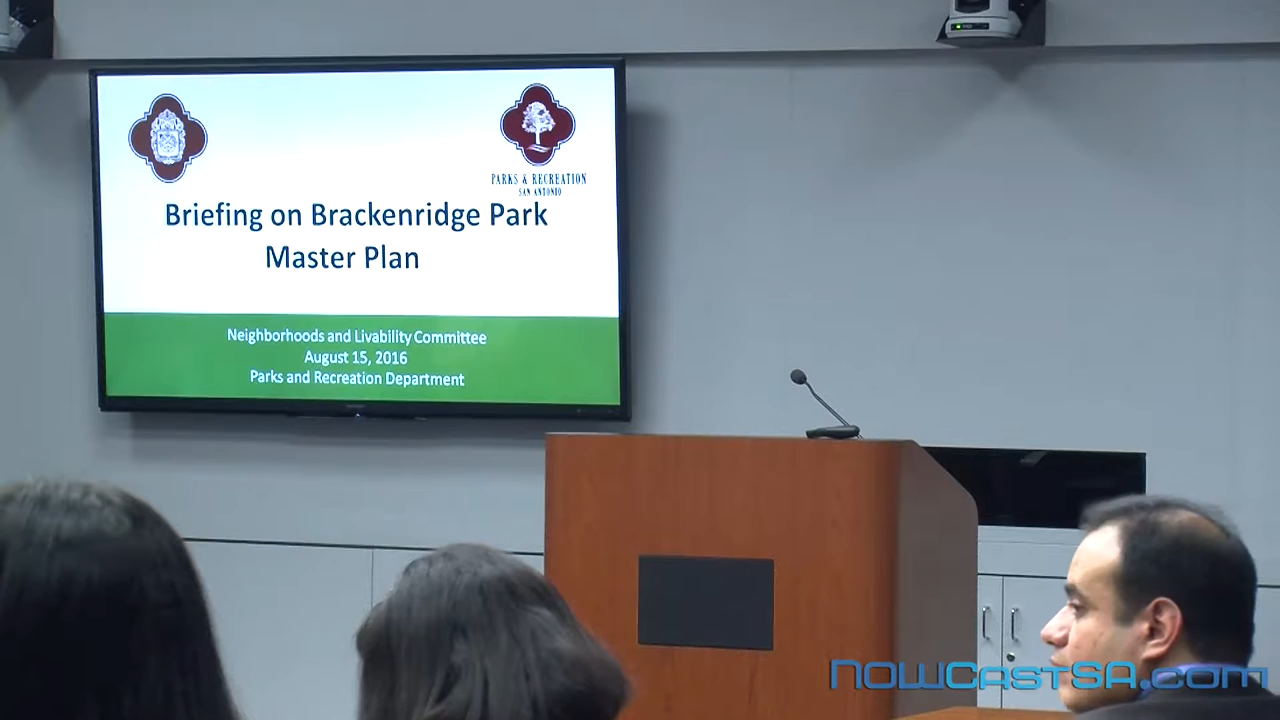 PARKS & RECREATION
SAN ANTONIO
Briefing on Brackenridge Park
Master Plan
Neighborhoods and Livability Committee
August 15, 2016
Parks and Recreation Department
NOWCastSA.com